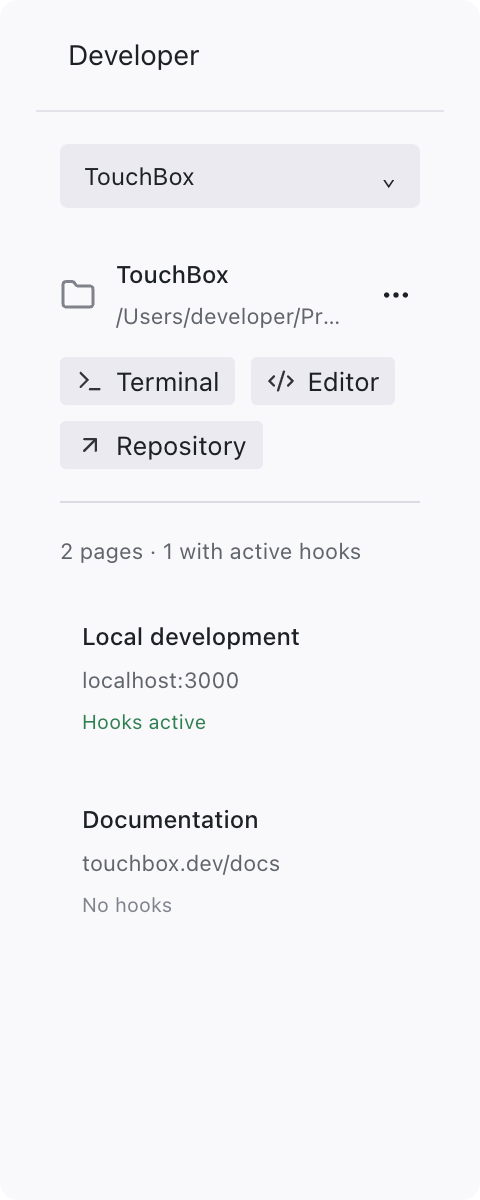 Developer
TouchBox
TouchBox
/Users/developer/Pr...
Terminal
Editor
Repository
2 pages · 1 with active hooks
Local development
localhost:3000
Hooks active
Documentation
touchbox.dev/docs
No hooks